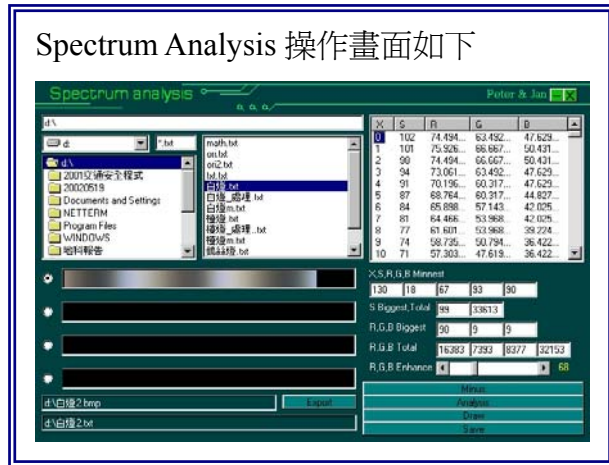 Spectrum Analysis 操作畫面如下
Spectrum analysis
Peter & Jan
d:\
d:
*.txt
d:\
2001交通安全程式
20020519
Documents and Settings
NETTERM
Program Files
WINDOWS
math.txt
ori.txt
ori2.txt
txt.txt
白燈.txt
白燈_處理.txt
白燈m.txt
X S R G B
0 102 74.494... 63.492... 47.629...
1 101 75.926... 66.667... 50.431...
2 98 74.494... 66.667... 50.431...
3 94 73.061... 63.492... 47.629...
4 91 70.196... 60.317... 47.629...
5 87 68.764... 60.317... 44.827...
6 84 65.898... 57.143... 42.025...
7 81 64.466... 53.968... 42.025...
8 77 61.601... 53.968... 39.224...
9 74 58.735... 50.794... 36.422...
10 71 57.303... 47.619... 36.422...
X,S,R,G,B Minnest
130 18 67 93 90
S Biggest,Total 99 33613
R,G,B Biggest 90 9 9
R,G,B Total 16383 7393 8377 32153
R,G,B Enhance 68
Minus
Analysis
Draw
Save
d:\白燈2.bmp
Export
d:\白燈2.txt